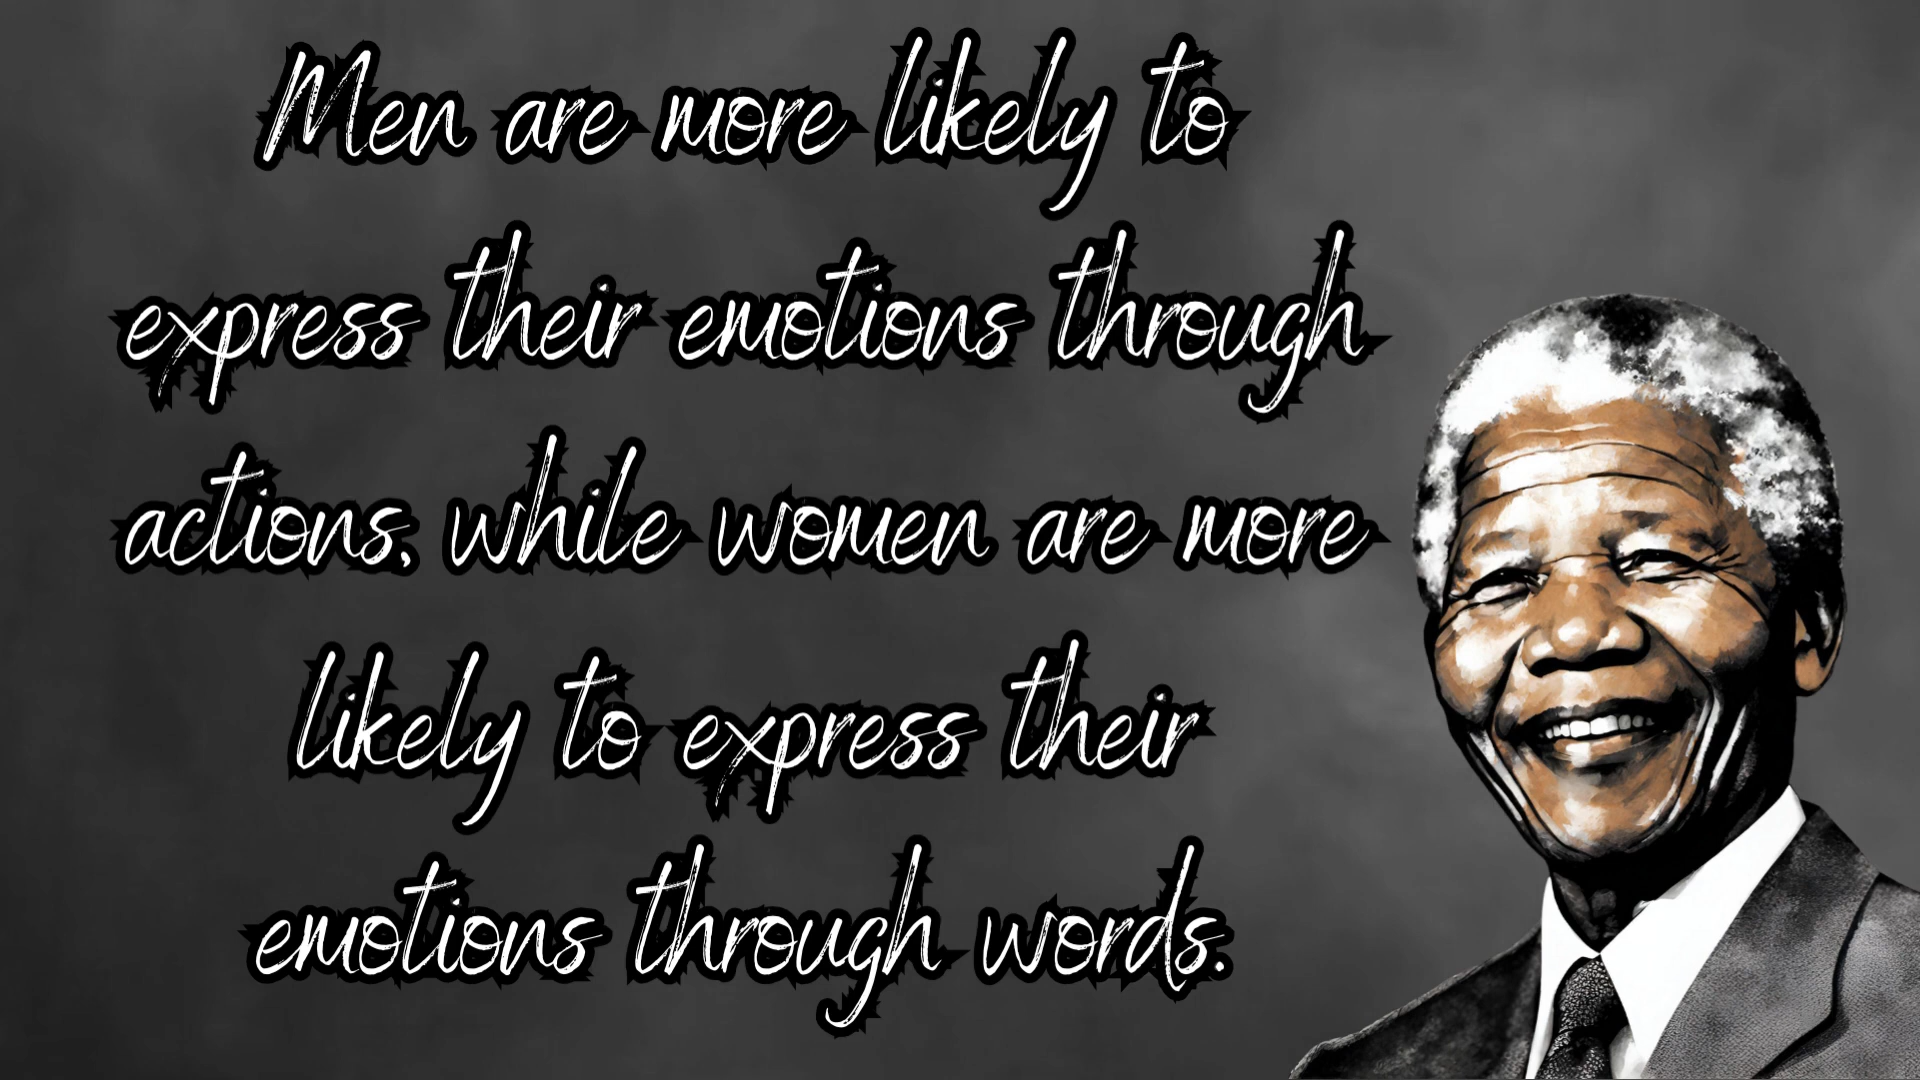 Men are more likely to
express their emotions through
actions, while women are more
likely to express their
emotions through words.